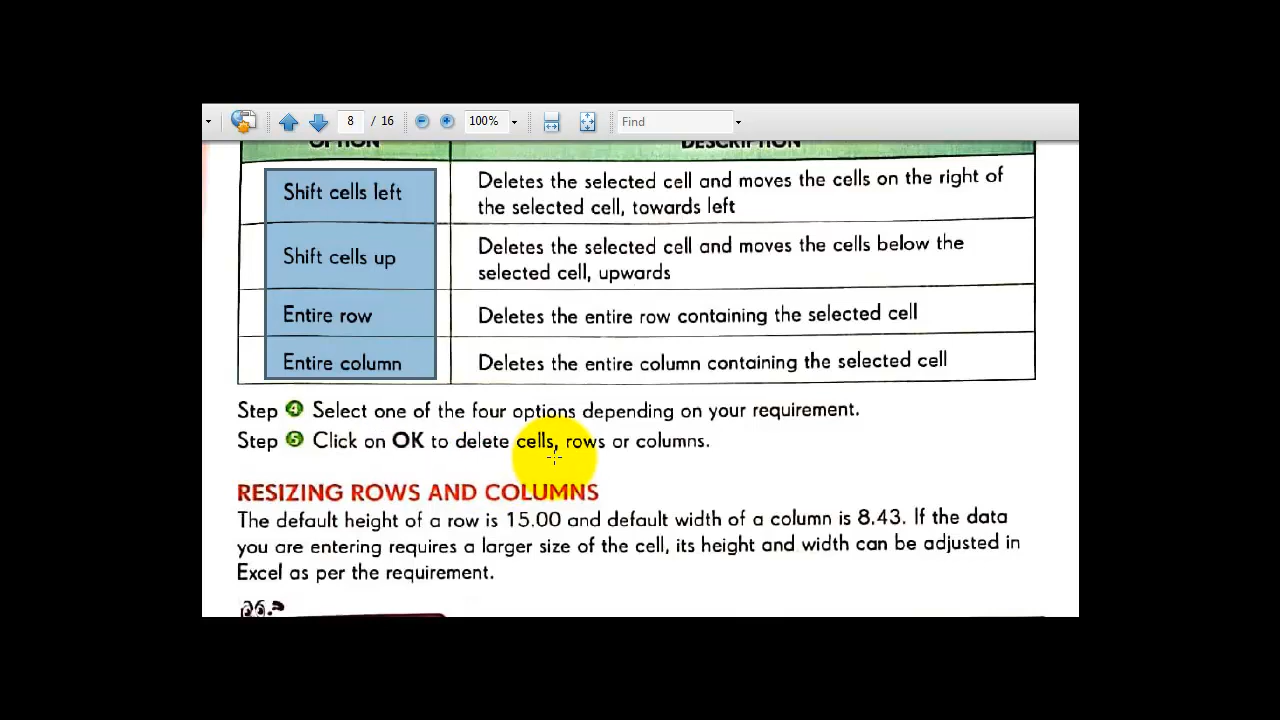 8 / 16 100% Find
OPTION DESCRIPTION
Shift cells left
Deletes the selected cell and moves the cells on the right of
the selected cell, towards left
Shift cells up
Deletes the selected cell and moves the cells below the
selected cell, upwards
Entire row
Deletes the entire row containing the selected cell
Entire column
Deletes the entire column containing the selected cell
Step 4 Select one of the four options depending on your requirement.
Step 5 Click on OK to delete cells, rows or columns.
RESIZING ROWS AND COLUMNS
The default height of a row is 15.00 and default width of a column is 8.43. If the data
you are entering requires a larger size of the cell, its height and width can be adjusted in
Excel as per the requirement.